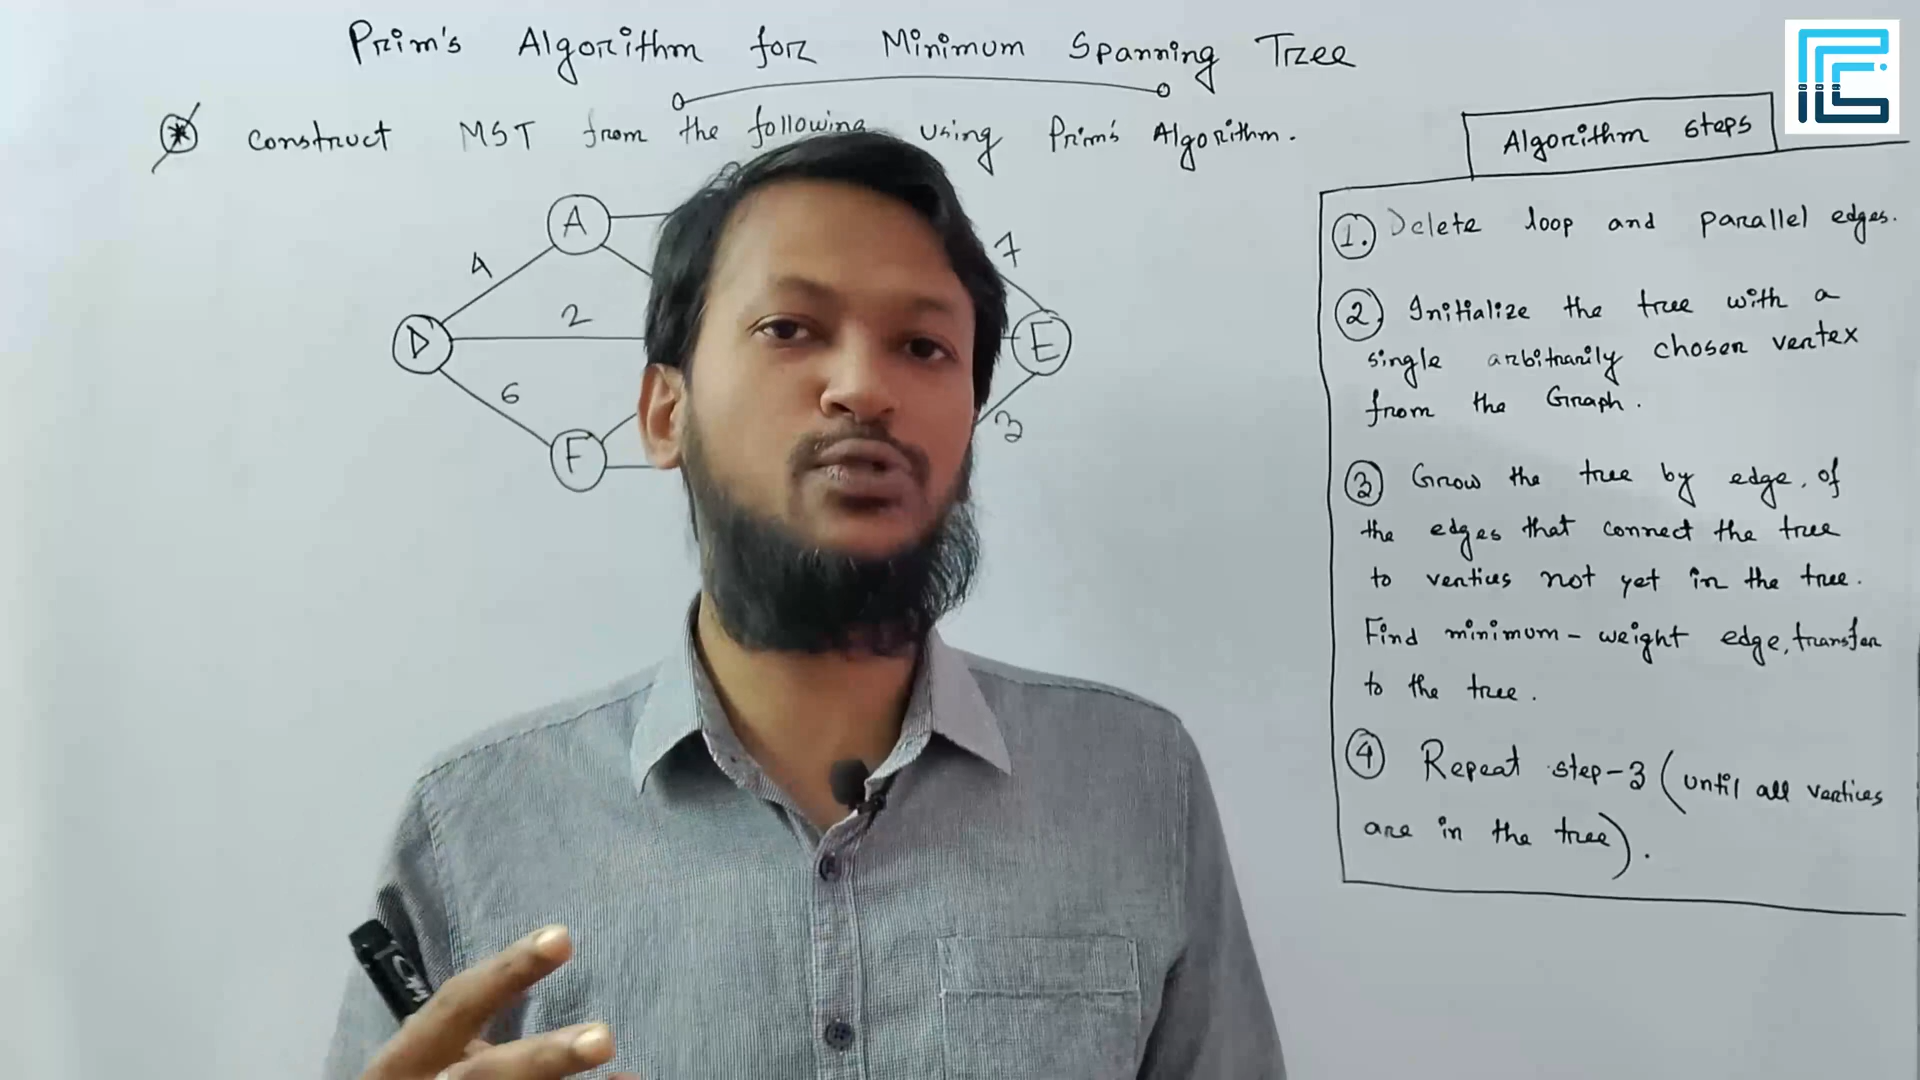 Prim's Algorithm for Minimum Spanning Tree
* construct MST from the following using Prim's Algorithm.
A
4
7
2
D
E
6
3
F
Algorithm steps
1. Delete loop and parallel edges.
2. Initialize the tree with a
single arbitrarily chosen vertex
from the Graph.
3 Grow the tree by edge, of
the edges that connect the tree
to vertices not yet in the tree.
Find minimum - weight edge, transfer
to the tree.
4 Repeat step-3 (until all vertices
are in the tree).